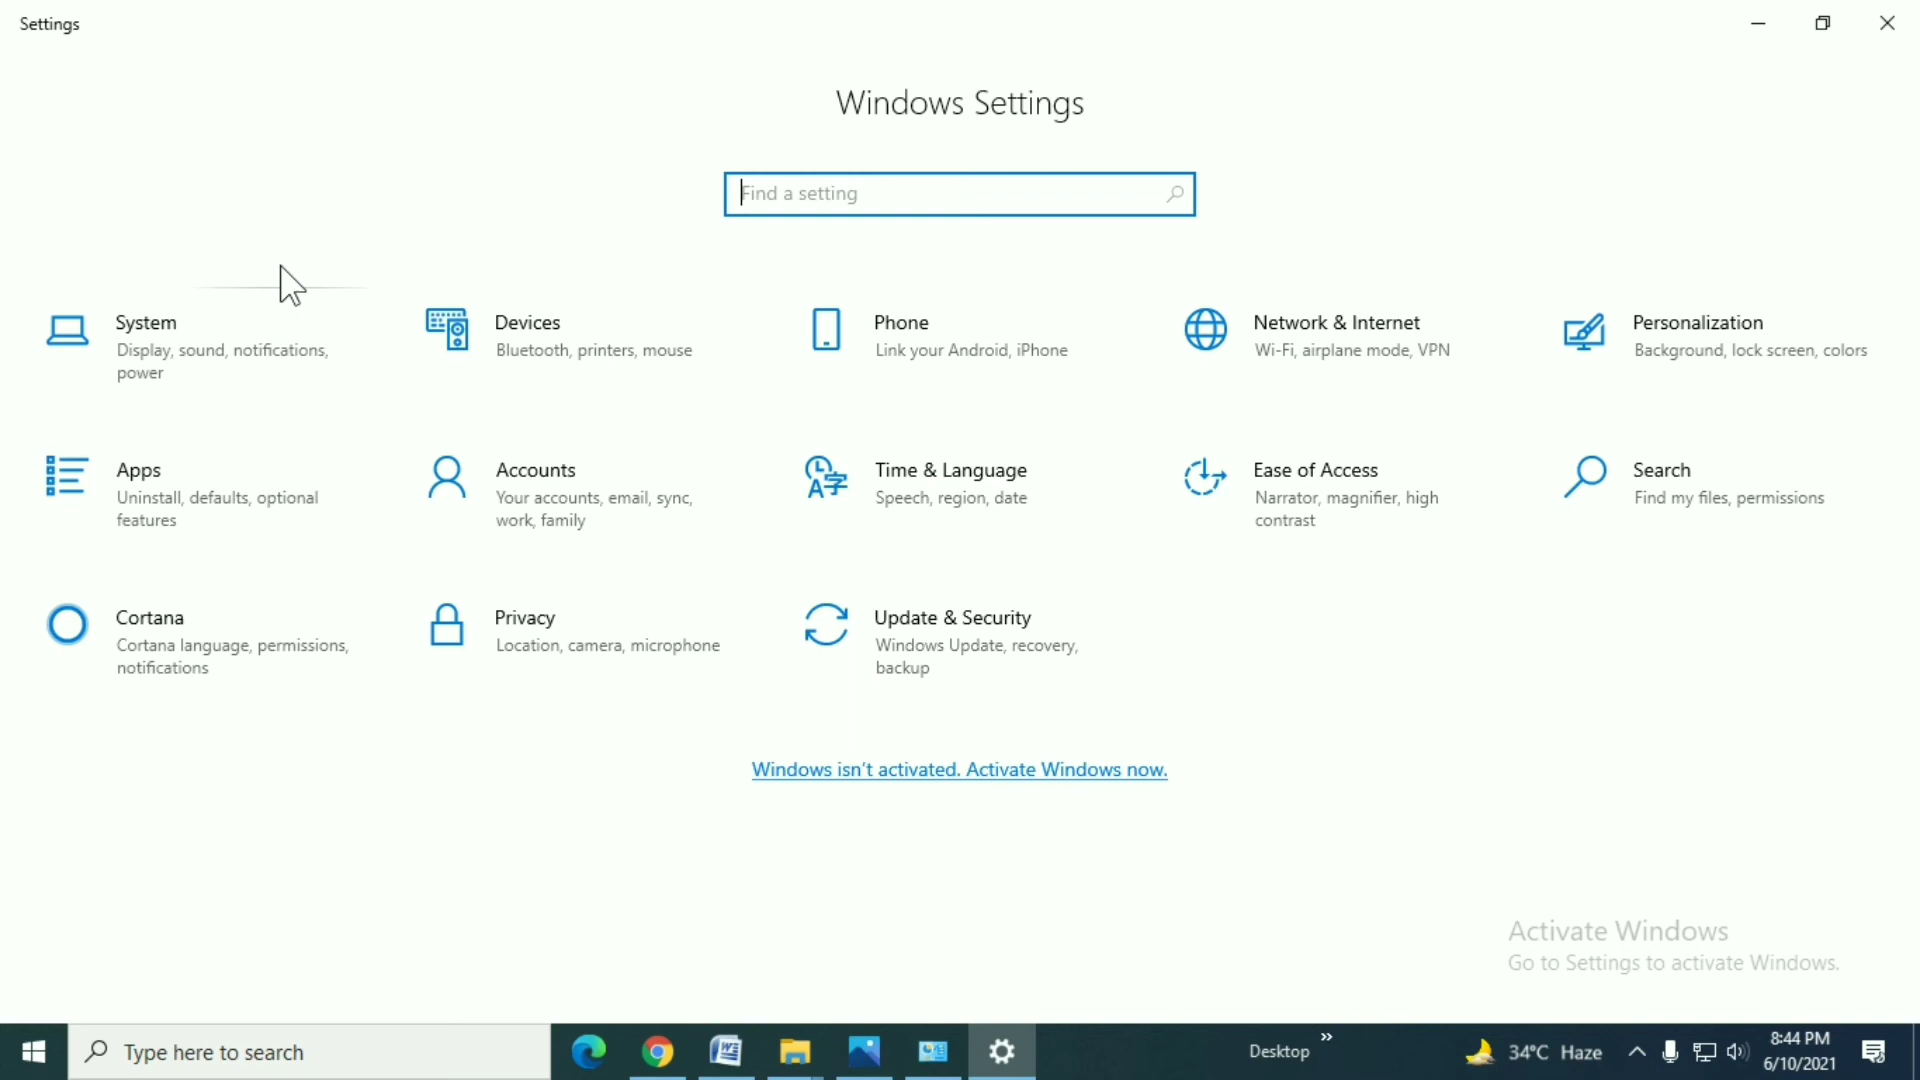 Settings
Windows Settings
Find a setting
System
Display, sound, notifications,
power
Devices
Bluetooth, printers, mouse
Phone
Link your Android, iPhone
Network & Internet
Wi-Fi, airplane mode, VPN
Personalization
Background, lock screen, colors
Apps
Uninstall, defaults, optional
features
Accounts
Your accounts, email, sync,
work, family
Time & Language
Speech, region, date
Ease of Access
Narrator, magnifier, high
contrast
Search
Find my files, permissions
Cortana
Cortana language, permissions,
notifications
Privacy
Location, camera, microphone
Update & Security
Windows Update, recovery,
backup
Windows isn't activated. Activate Windows now.
Activate Windows
Go to Settings to activate Windows.
Type here to search
Desktop
34°C Haze
8:44 PM
6/10/2021